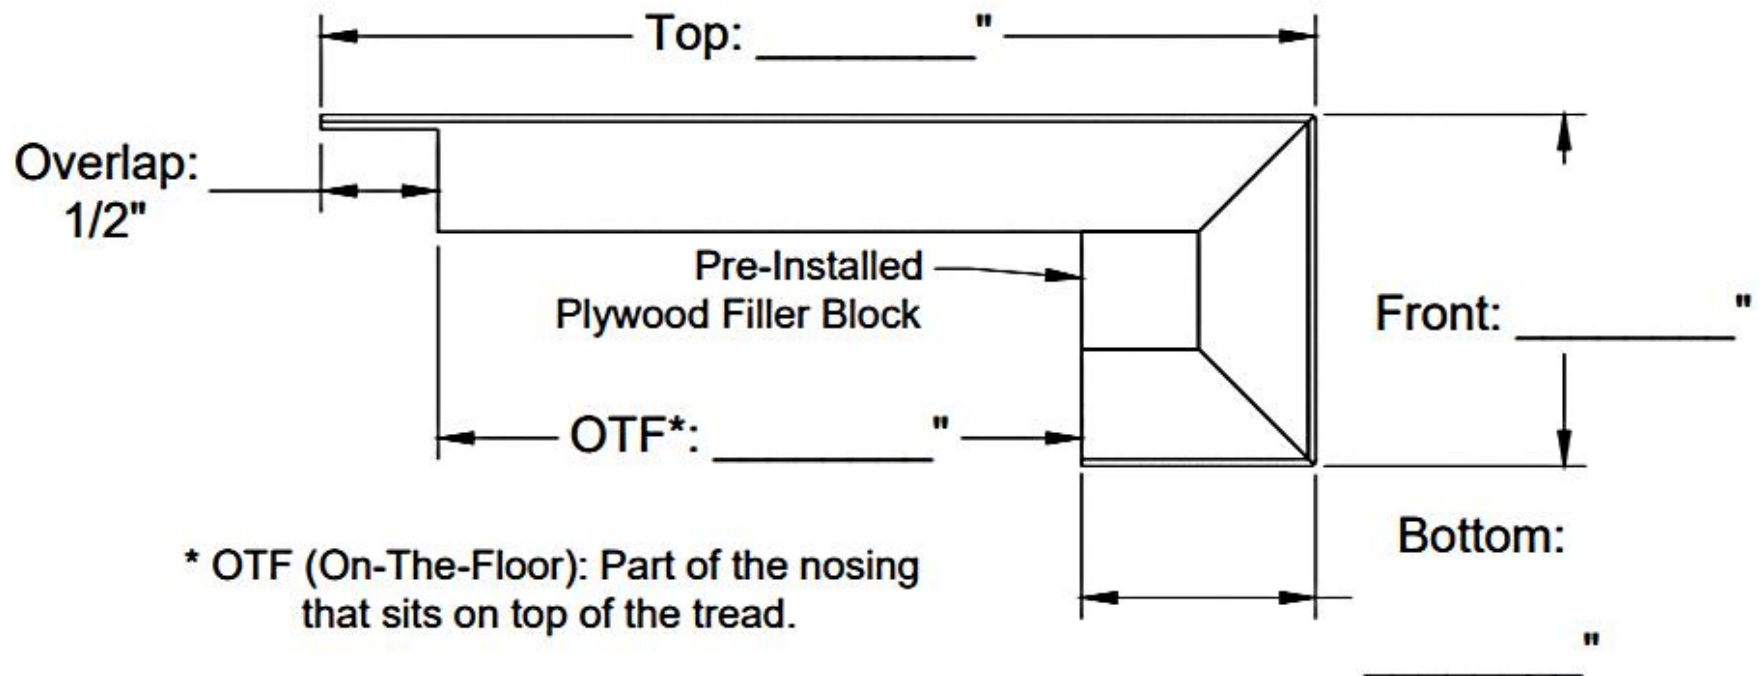 Top: ________"
Overlap:
1/2"
Pre-Installed
Plywood Filler Block
Front: ________"
OTF*: ________"
Bottom:
________"
* OTF (On-The-Floor): Part of the nosing
that sits on top of the tread.